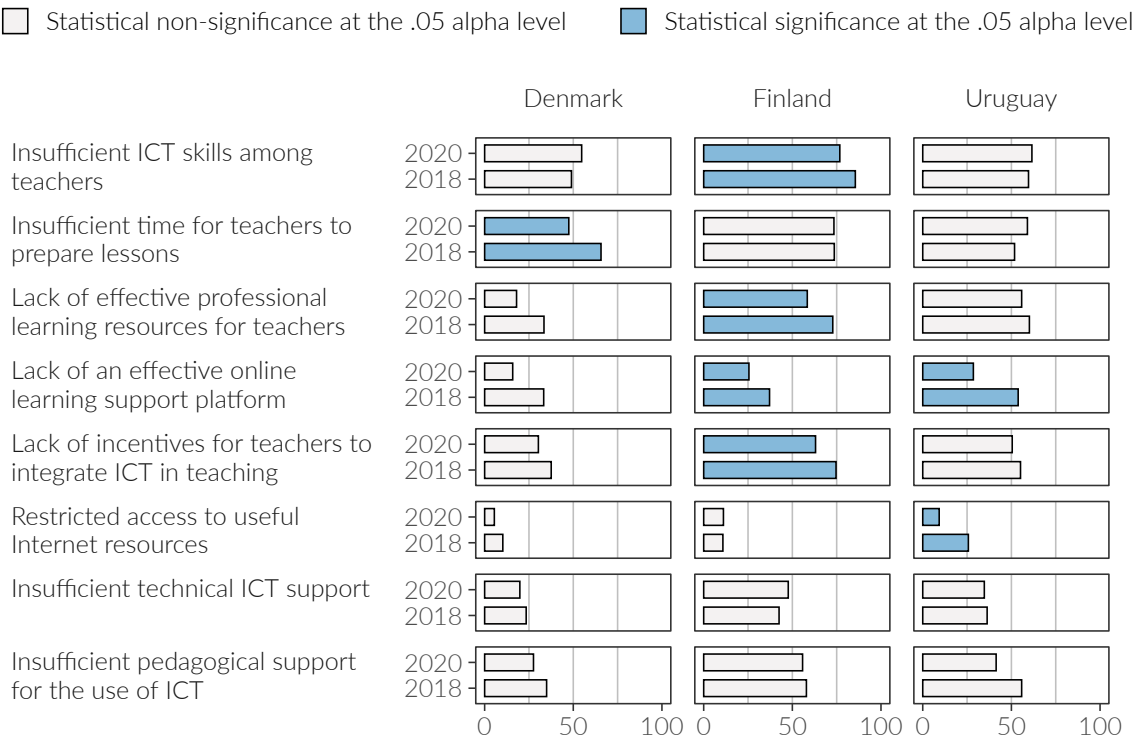 Statistical non-significance at the .05 alpha level
Statistical significance at the .05 alpha level
Denmark
Finland
Uruguay
Insufficient ICT skills among
teachers
2020
2018
Insufficient time for teachers to
prepare lessons
2020
2018
Lack of effective professional
learning resources for teachers
2020
2018
Lack of an effective online
learning support platform
2020
2018
Lack of incentives for teachers to
integrate ICT in teaching
2020
2018
Restricted access to useful
Internet resources
2020
2018
Insufficient technical ICT support
2020
2018
Insufficient pedagogical support
for the use of ICT
2020
2018
0 50 100
0 50 100
0 50 100